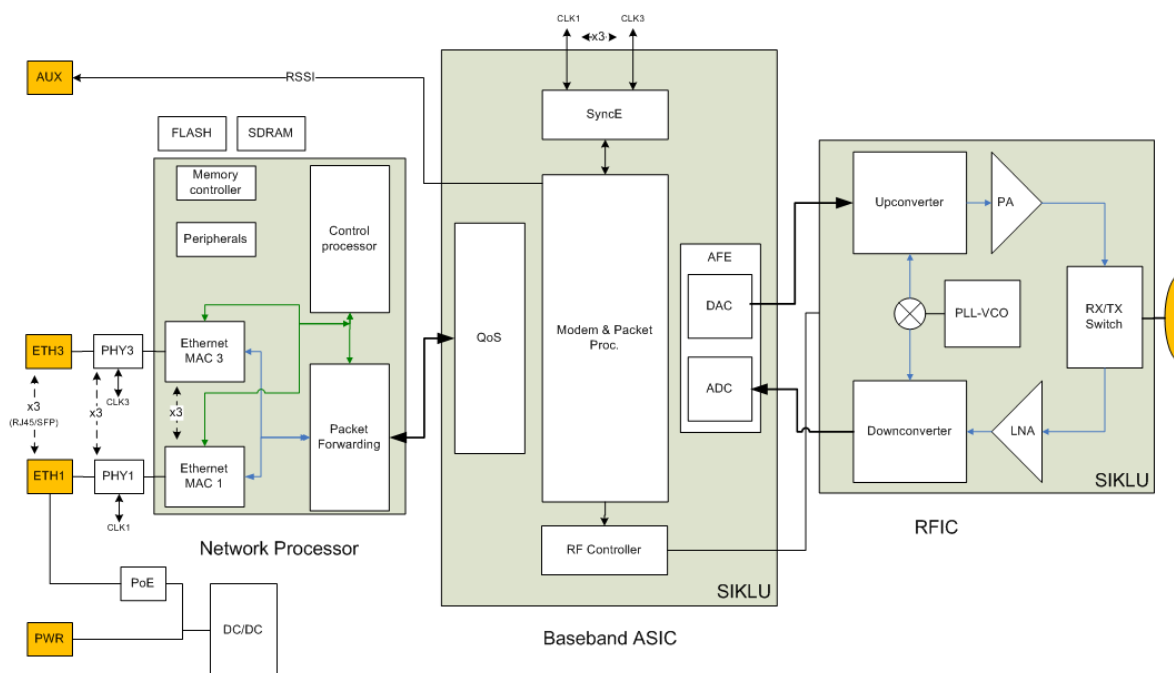 CLK1
CLK3
x3
AUX
RSSI
SyncE
FLASH
SDRAM
Memory
controller
Peripherals
Control
processor
Upconverter
PA
AFE
DAC
QoS
Modem & Packet
Proc.
PLL-VCO
RX/TX
Switch
ETH3
PHY3
Ethernet
MAC 3
CLK3
x3
(RJ45/SFP)
x3
x3
ADC
Packet
Forwarding
Downconverter
LNA
ETH1
PHY1
Ethernet
MAC 1
CLK1
SIKLU
RFIC
Network Processor
RF Controller
PoE
SIKLU
DC/DC
PWR
Baseband ASIC